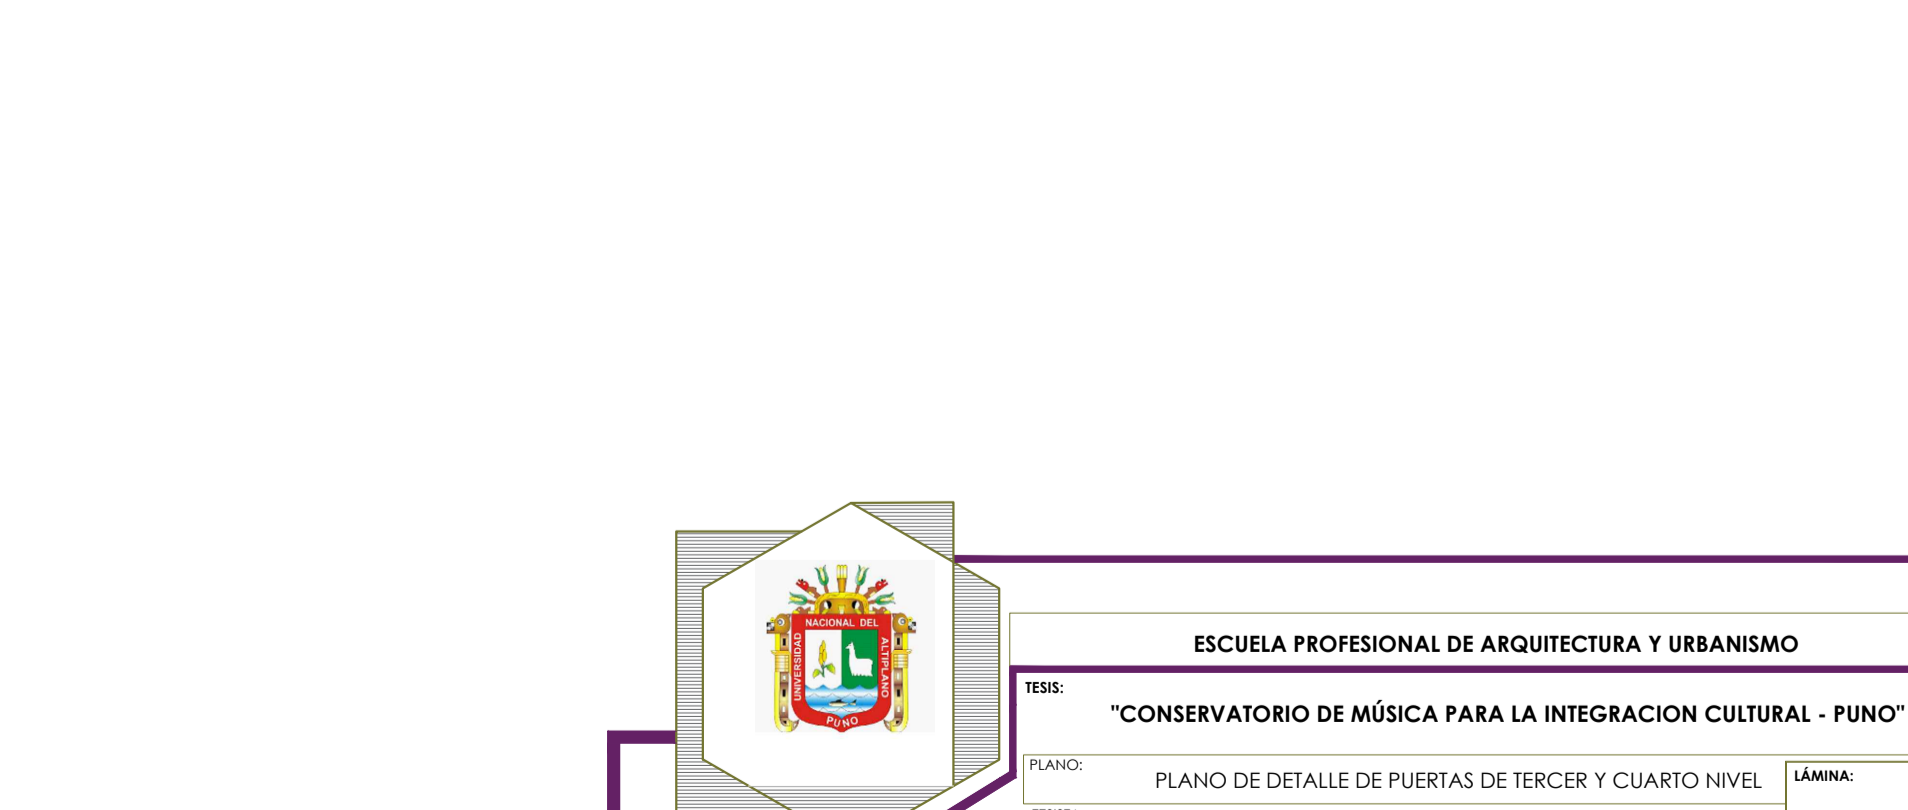 NACIONAL DEL
UNIVERSIDAD
ALTIPLANO
PUNO
ESCUELA PROFESIONAL DE ARQUITECTURA Y URBANISMO
TESIS:
"CONSERVATORIO DE MÚSICA PARA LA INTEGRACION CULTURAL - PUNO"
PLANO:
PLANO DE DETALLE DE PUERTAS DE TERCER Y CUARTO NIVEL
LÁMINA: